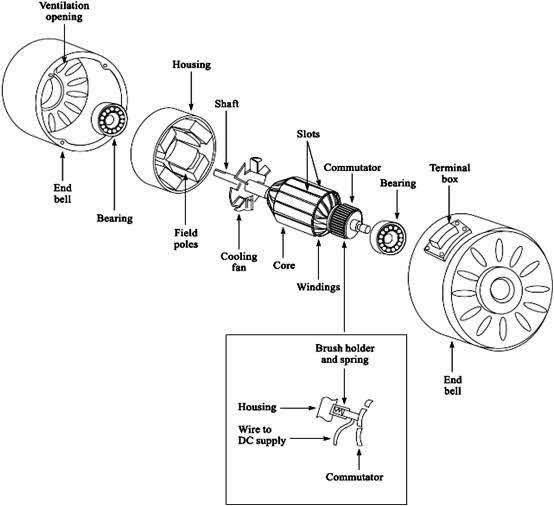 Ventilation
opening
Housing
Shaft
Slots
Commutator
Bearing
Terminal
box
End
bell
Bearing
Field
poles
Cooling
fan
Core
Windings
End
bell
Brush holder
and spring
Housing
Wire to
DC supply
Commutator